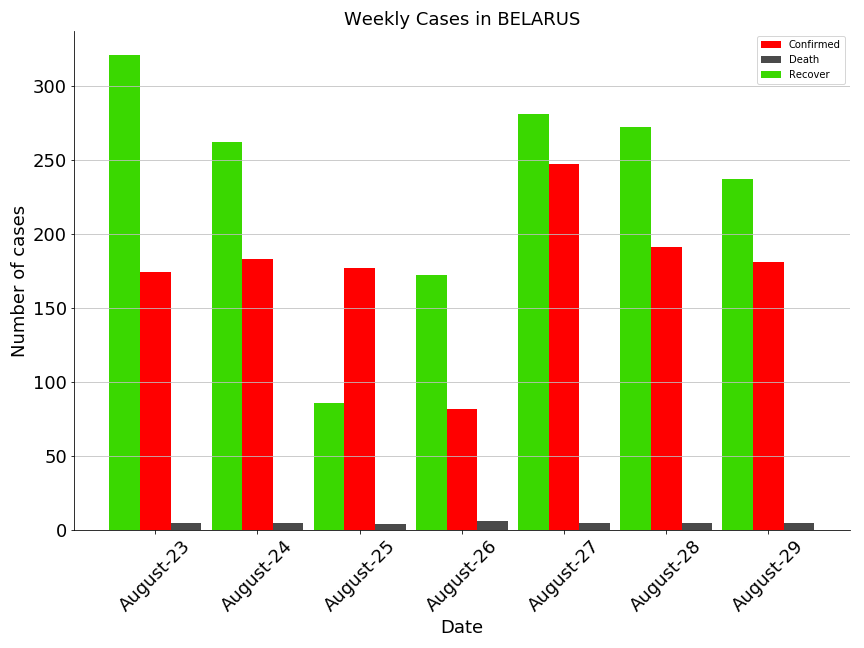 Weekly Cases in BELARUS
Confirmed
Death
Recover
Number of cases
300
250
200
150
100
50
0
August-23
August-24
August-25
August-26
August-27
August-28
August-29
Date